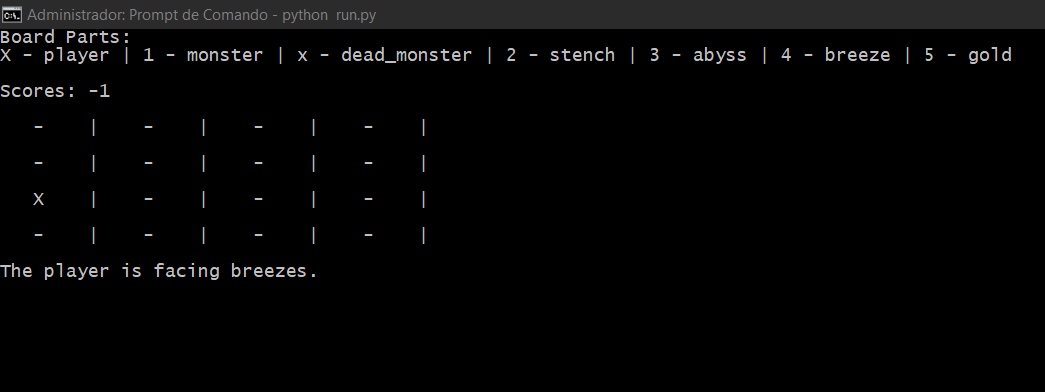 Administrador: Prompt de Comando - python run.py
Board Parts:
X - player | 1 - monster | x - dead_monster | 2 - stench | 3 - abyss | 4 - breeze | 5 - gold
Scores: -1
- | - | - | - |
- | - | - | - |
X | - | - | - |
- | - | - | - |
The player is facing breezes.